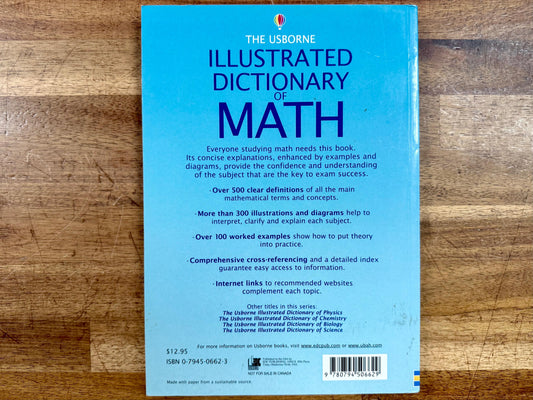 THE USBORNE
ILLUSTRATED
DICTIONARY
OF
MATH
Everyone studying math needs this book.
Its concise explanations, enhanced by examples and
diagrams, provide the confidence and understanding
of the subject that are the key to exam success.
· Over 500 clear definitions of all the main
mathematical terms and concepts.
· More than 300 illustrations and diagrams help to
interpret, clarify and explain each subject.
· Over 100 worked examples show how to put theory
into practice.
· Comprehensive cross-referencing and a detailed index
guarantee easy access to information.
· Internet links to recommended websites
complement each topic.
Other titles in this series:
The Usborne Illustrated Dictionary of Physics
The Usborne Illustrated Dictionary of Chemistry
The Usborne Illustrated Dictionary of Biology
The Usborne Illustrated Dictionary of Science
For more information on Usborne books, visit www.edcpub.com or www.ubah.com
$12.95
ISBN 0-7945-0662-3
NOT FOR SALE IN CANADA
9 780794 506629
Made with paper from a sustainable source.